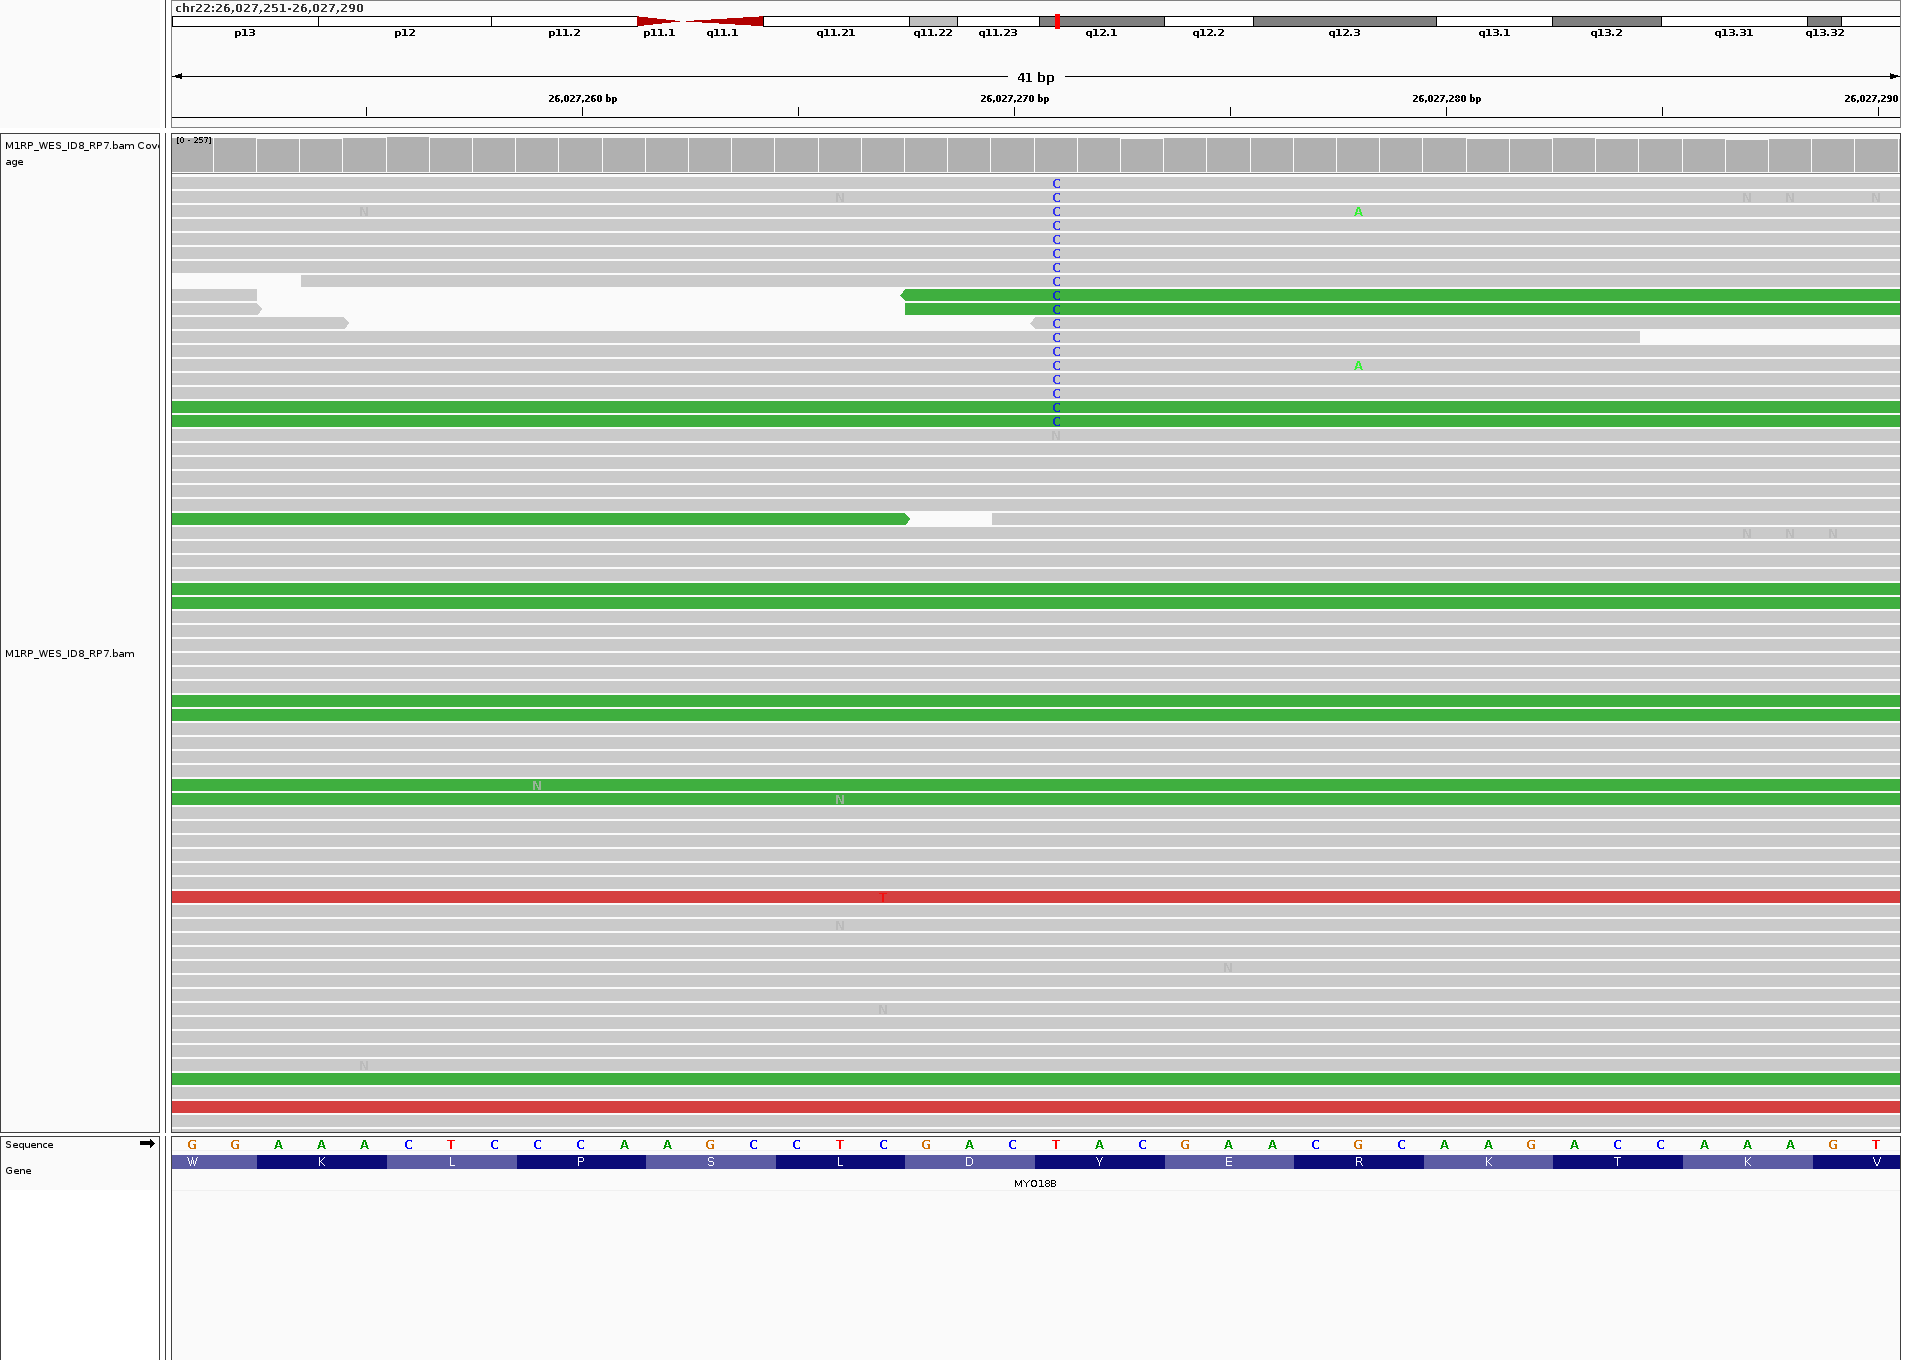 chr22:26,027,251-26,027,290
p13 p12 p11.2 p11.1 q11.1 q11.21 q11.22 q11.23 q12.1 q12.2 q12.3 q13.1 q13.2 q13.31 q13.32
41 bp
26,027,260 bp 26,027,270 bp 26,027,280 bp 26,027,290
M1RP_WES_ID8_RP7.bam Cov
age
[0 - 257]
C
N C N N N
N C A
C
C
C
C
C
C
C
C
C
C
C A
C
C
C
C
N
N N N
M1RP_WES_ID8_RP7.bam
N
N
T
N
N
N
N
Sequence G G A A A C T C C C A A G C C T C G A C T A C G A A C G C A A G A C C A A A G T
Gene W K L P S L D Y E R K T K V
MYO18B